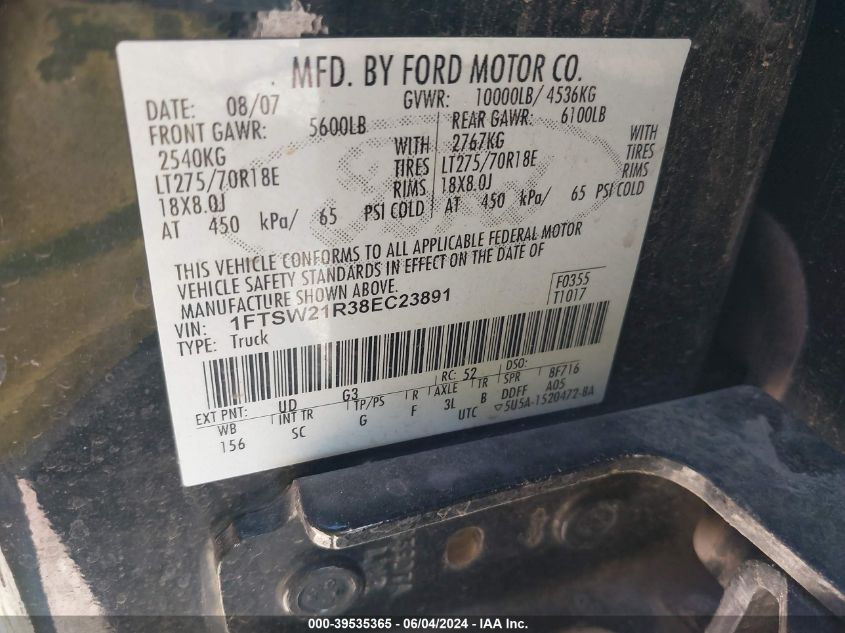 MFD. BY FORD MOTOR CO.
DATE: 08/07 GVWR: 10000LB/ 4536KG
FRONT GAWR: 5600LB REAR GAWR: 6100LB
2540KG WITH 2767KG WITH
LT275/70R18E TIRES LT275/70R18E TIRES
18X8.0J RIMS 18X8.0J RIMS
AT 450 kPa/ 65 PSI COLD AT 450 kPa/ 65 PSI COLD
THIS VEHICLE CONFORMS TO ALL APPLICABLE FEDERAL MOTOR
VEHICLE SAFETY STANDARDS IN EFFECT ON THE DATE OF
MANUFACTURE SHOWN ABOVE.
VIN: 1FTSW21R38EC23891 F0355
TYPE: Truck T1017
EXT PNT: UD G3 RC: 52 DSO:
WB INT TR TP/PS R AXLE TR SPR 8F716
156 SC G F 3L B DDFF A05
UTC ▽5U5A-1520472-BA
000-39535365 - 06/04/2024 - IAA Inc.